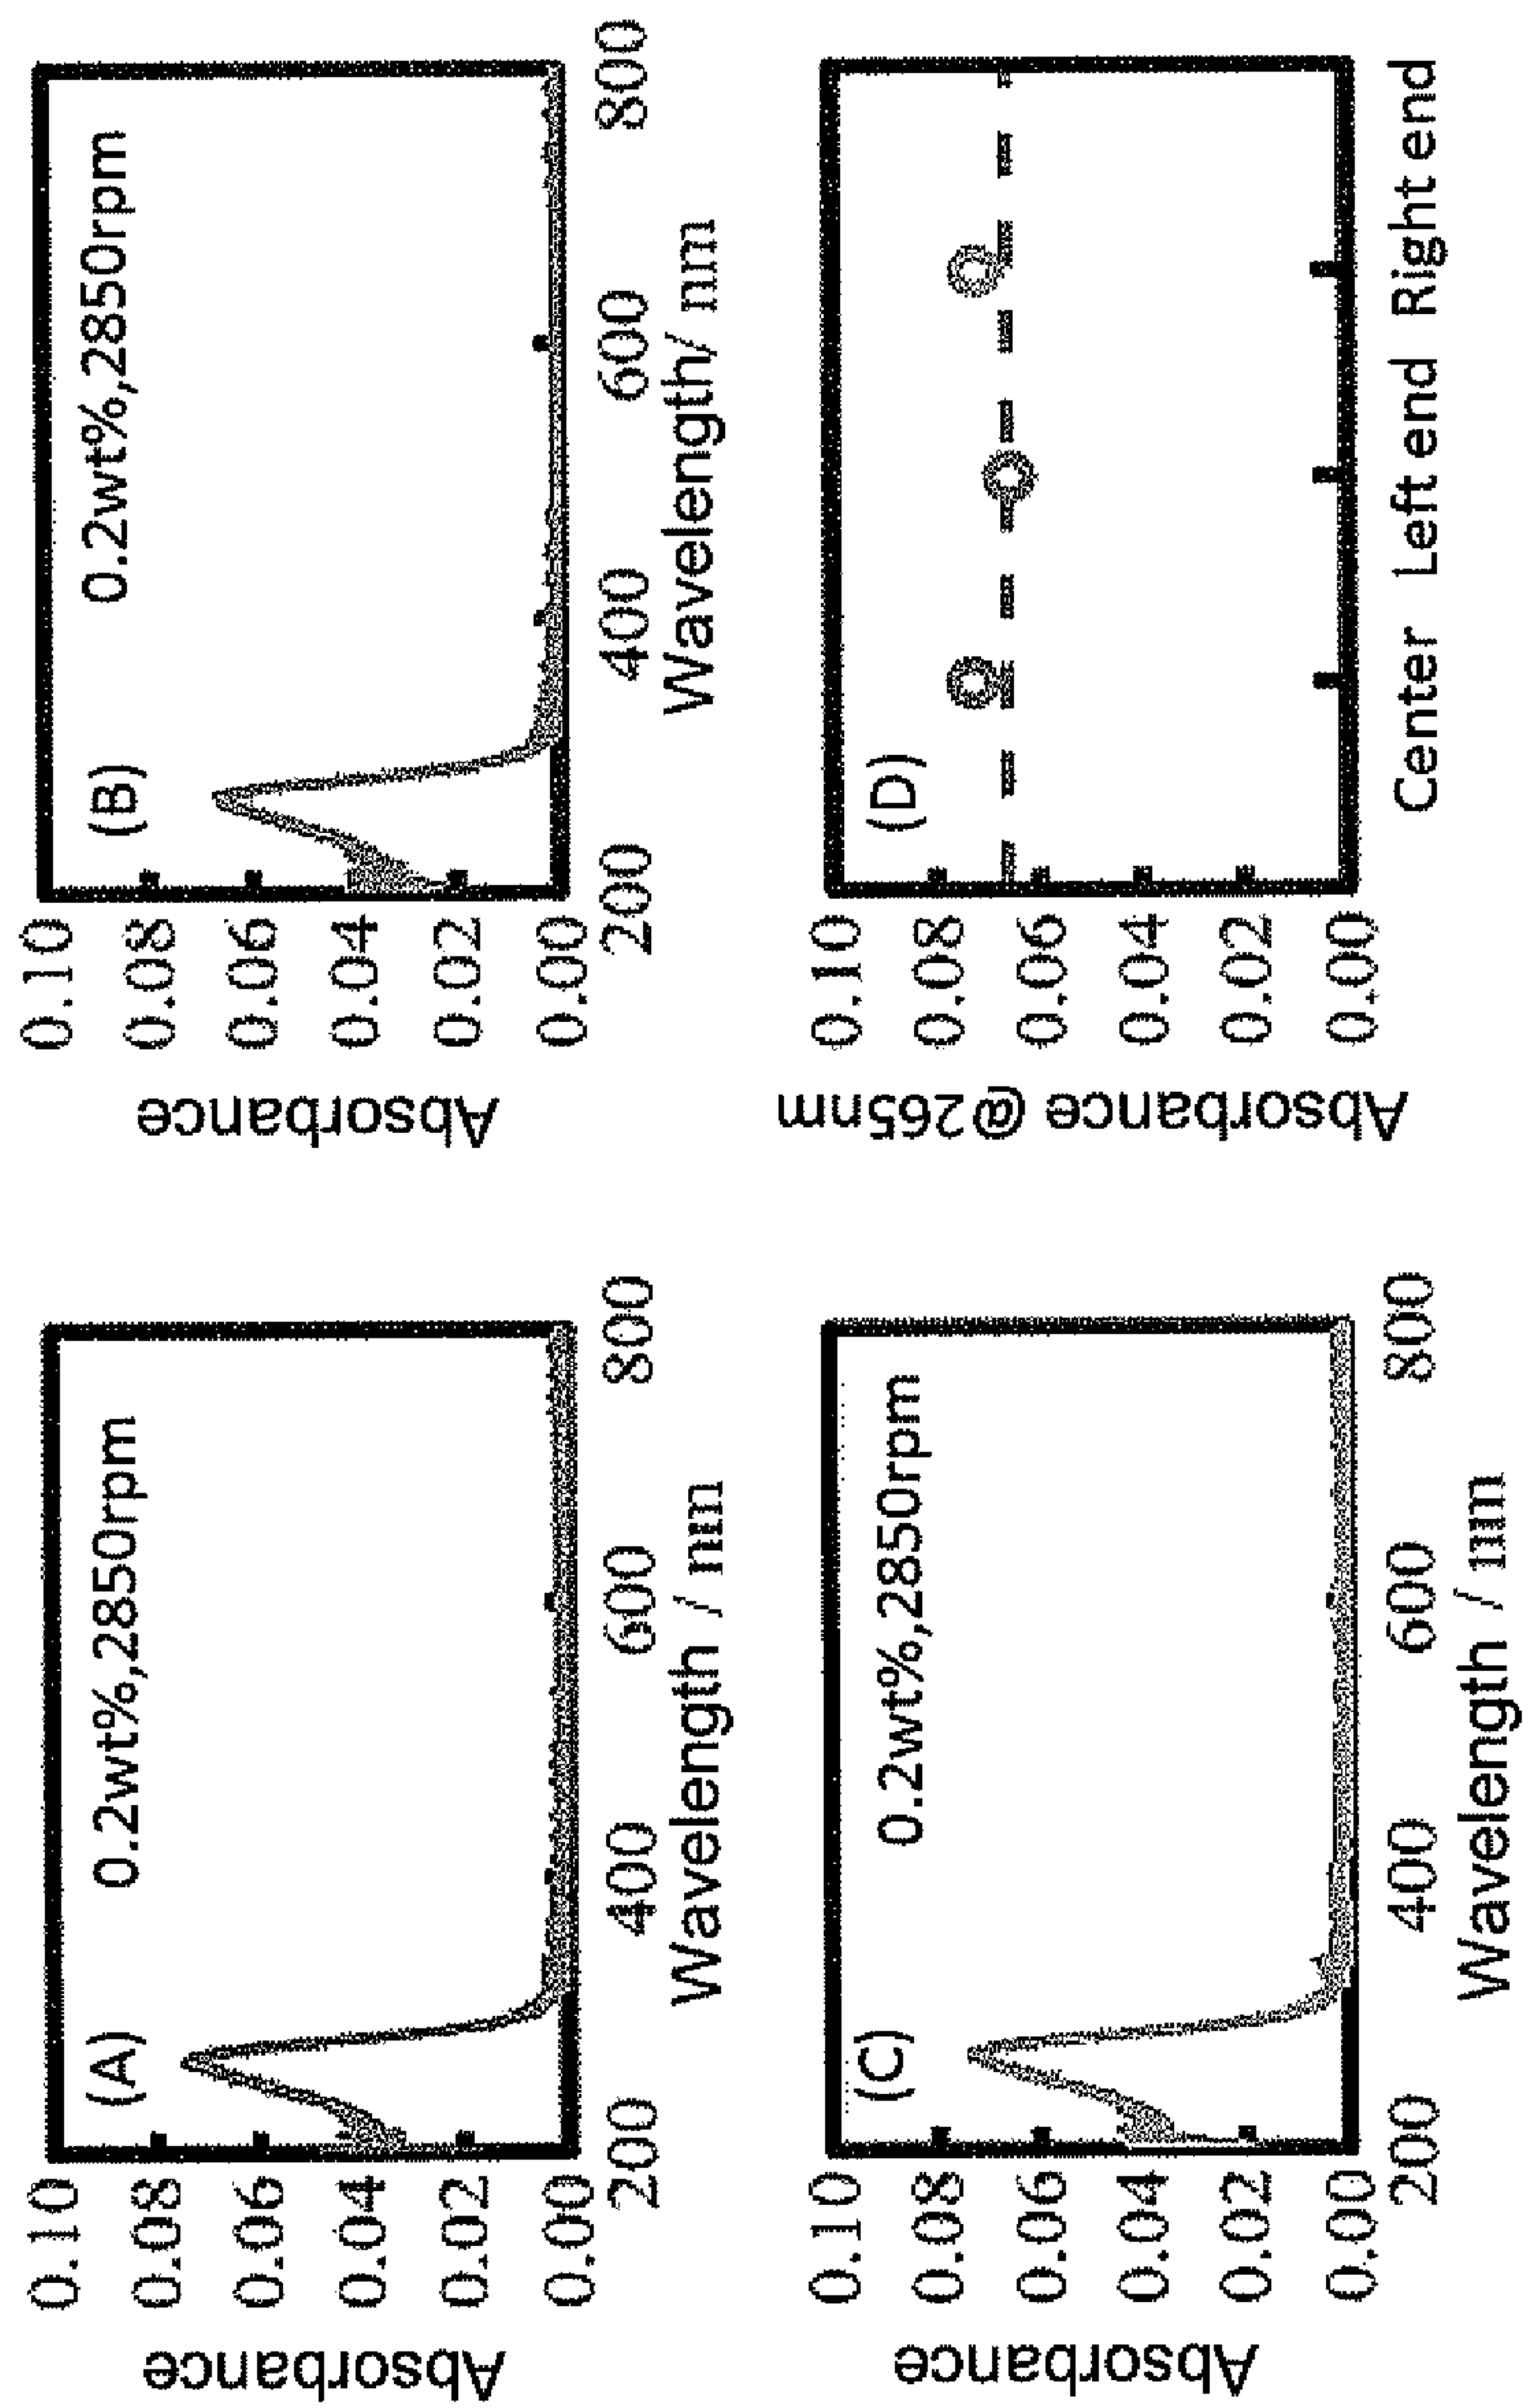 (A)
0.2wt%,2850rpm
0.10
0.08
0.06
0.04
0.02
0.00
Absorbance
200
400
600
800
Wavelength / nm
(B)
0.2wt%,2850rpm
0.10
0.08
0.06
0.04
0.02
0.00
Absorbance
200
400
600
800
Wavelength/ nm
(C)
0.2wt%,2850rpm
0.10
0.08
0.06
0.04
0.02
0.00
Absorbance
200
400
600
800
Wavelength / nm
(D)
0.10
0.08
0.06
0.04
0.02
0.00
Absorbance @265nm
Center Left end Right end